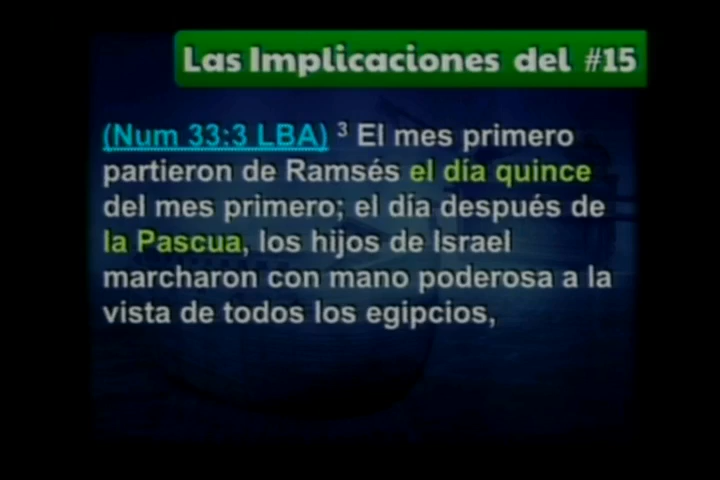 Las Implicaciones del #15
(Num 33:3 LBA) ³ El mes primero
partieron de Ramsés el día quince
del mes primero; el día después de
la Pascua, los hijos de Israel
marcharon con mano poderosa a la
vista de todos los egipcios,